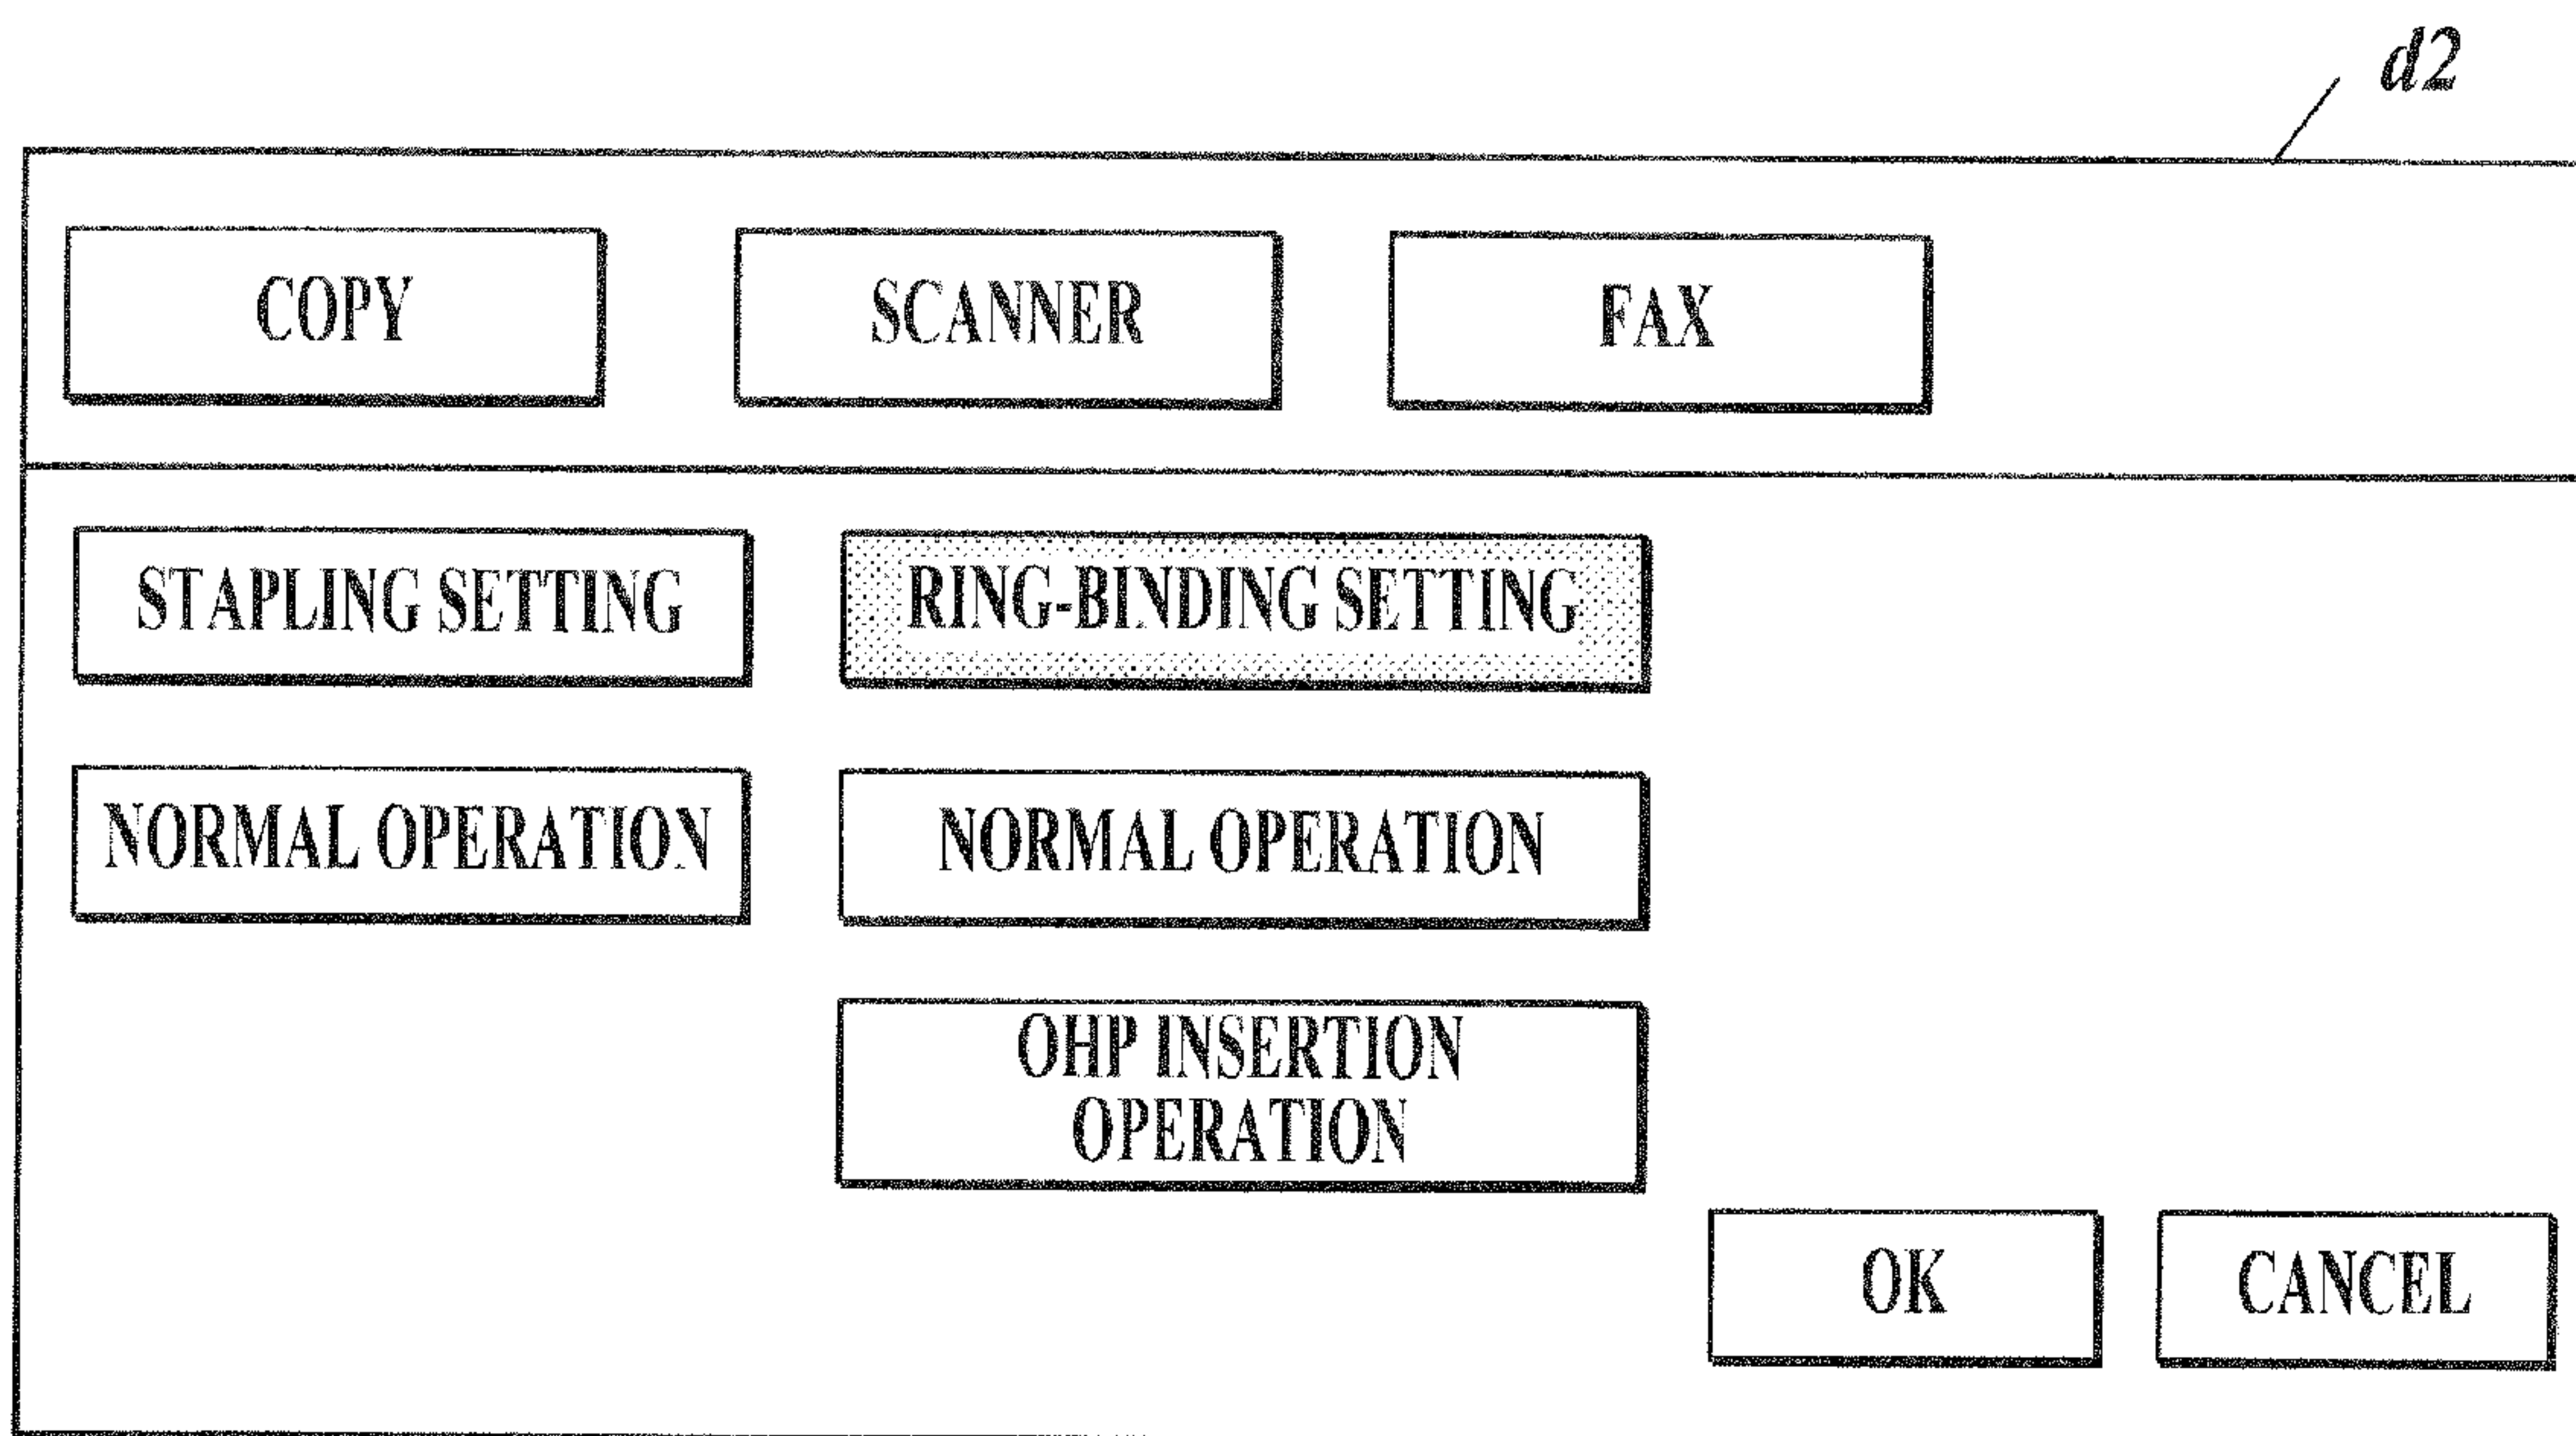 d2
COPY
SCANNER
FAX
STAPLING SETTING
RING-BINDING SETTING
NORMAL OPERATION
NORMAL OPERATION
OHP INSERTION
OPERATION
OK
CANCEL